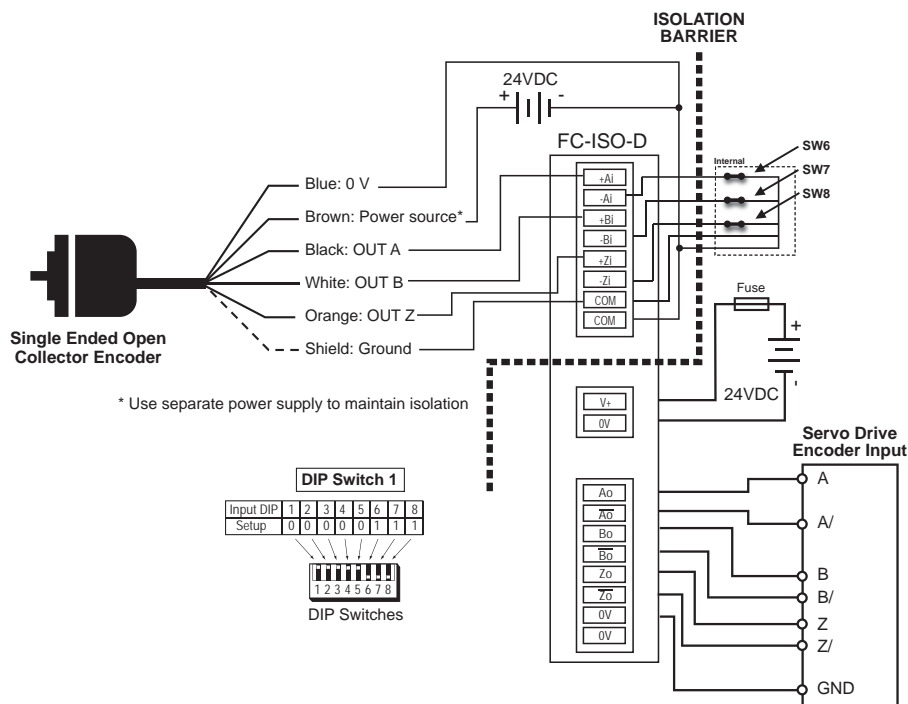 ISOLATION
BARRIER
24VDC
+ -
FC-ISO-D
Internal
SW6
SW7
SW8
+Ai
-Ai
+Bi
-Bi
+Zi
-Zi
COM
COM
Blue: 0 V
Brown: Power source*
Black: OUT A
White: OUT B
Orange: OUT Z
Shield: Ground
Single Ended Open
Collector Encoder
* Use separate power supply to maintain isolation
Fuse
+
-
24VDC
V+
0V
Servo Drive
Encoder Input
A
A/
B
B/
Z
Z/
GND
Ao
A̅o̅
Bo
B̅o̅
Zo
Z̅o̅
0V
0V
DIP Switch 1
Input DIP 1 2 3 4 5 6 7 8
Setup 0 0 0 0 0 1 1 1
1 2 3 4 5 6 7 8
DIP Switches